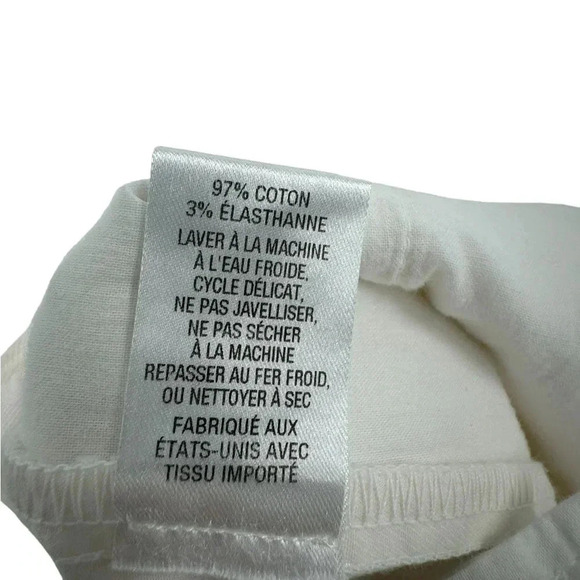 97% COTON
3% ÉLASTHANNE
LAVER À LA MACHINE
À L'EAU FROIDE,
CYCLE DÉLICAT,
NE PAS JAVELLISER,
NE PAS SÉCHER
À LA MACHINE
REPASSER AU FER FROID,
OU NETTOYER À SEC
FABRIQUÉ AUX
ÉTATS-UNIS AVEC
TISSU IMPORTÉ